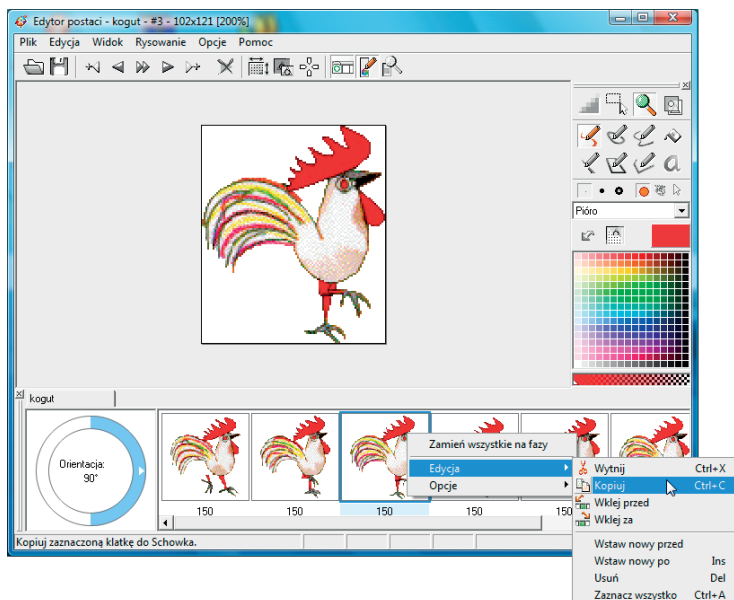 Edytor postaci - kogut - #3 - 102x121 [200%]
Plik Edycja Widok Rysowanie Opcje Pomoc
Pióro
kogut
Orientacja:
90°
150 150 150 150 150
Zamień wszystkie na fazy
Edycja
Opcje
Wytnij Ctrl+X
Kopiuj Ctrl+C
Wklej przed
Wklej za
Wstaw nowy przed
Wstaw nowy po Ins
Usuń Del
Zaznacz wszystko Ctrl+A
Kopiuj zaznaczoną klatkę do Schowka.